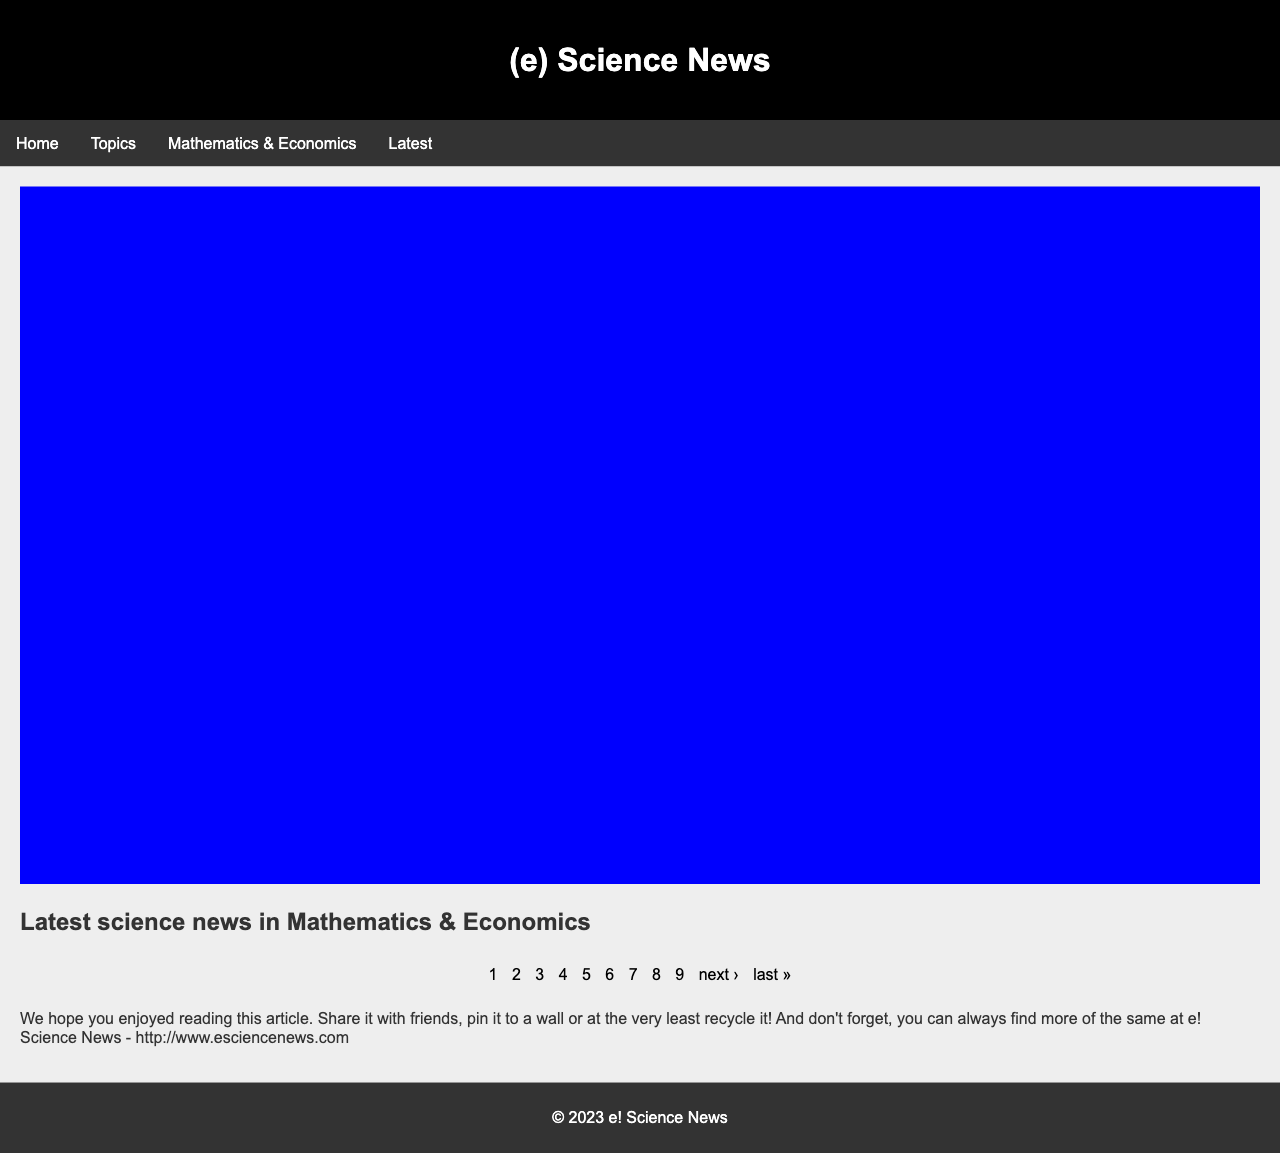 (e) Science News
Home Topics Mathematics & Economics Latest
Latest science news in Mathematics & Economics
1 2 3 4 5 6 7 8 9 next › last »
We hope you enjoyed reading this article. Share it with friends, pin it to a wall or at the very least recycle it! And don't forget, you can always find more of the same at e!
Science News - http://www.esciencenews.com
© 2023 e! Science News